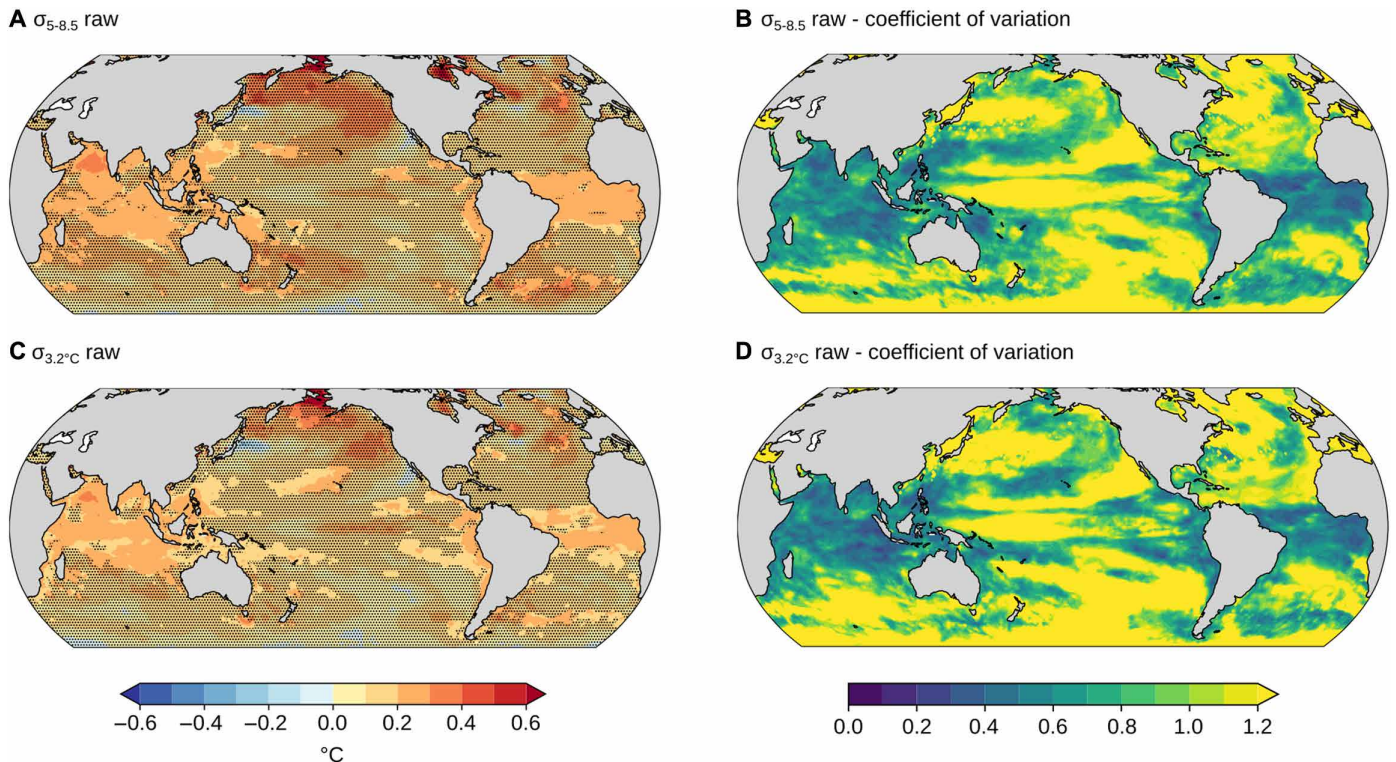 A σ5-8.5 raw
B σ5-8.5 raw - coefficient of variation
C σ3.2°C raw
D σ3.2°C raw - coefficient of variation
−0.6 −0.4 −0.2 0.0 0.2 0.4 0.6
°C
0.0 0.2 0.4 0.6 0.8 1.0 1.2